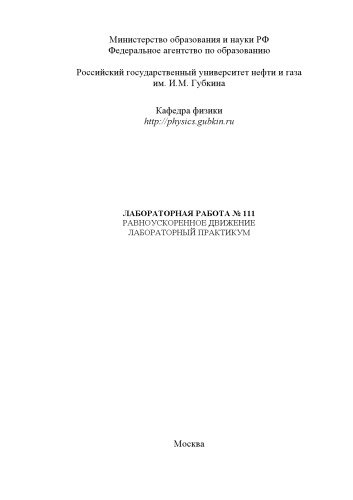 Министерство образования и науки РФ
Федеральное агентство по образованию
Российский государственный университет нефти и газа
им. И.М. Губкина
Кафедра физики
http://physics.gubkin.ru
ЛАБОРАТОРНАЯ РАБОТА № 111
РАВНОУСКОРЕННОЕ ДВИЖЕНИЕ
ЛАБОРАТОРНЫЙ ПРАКТИКУМ
Москва